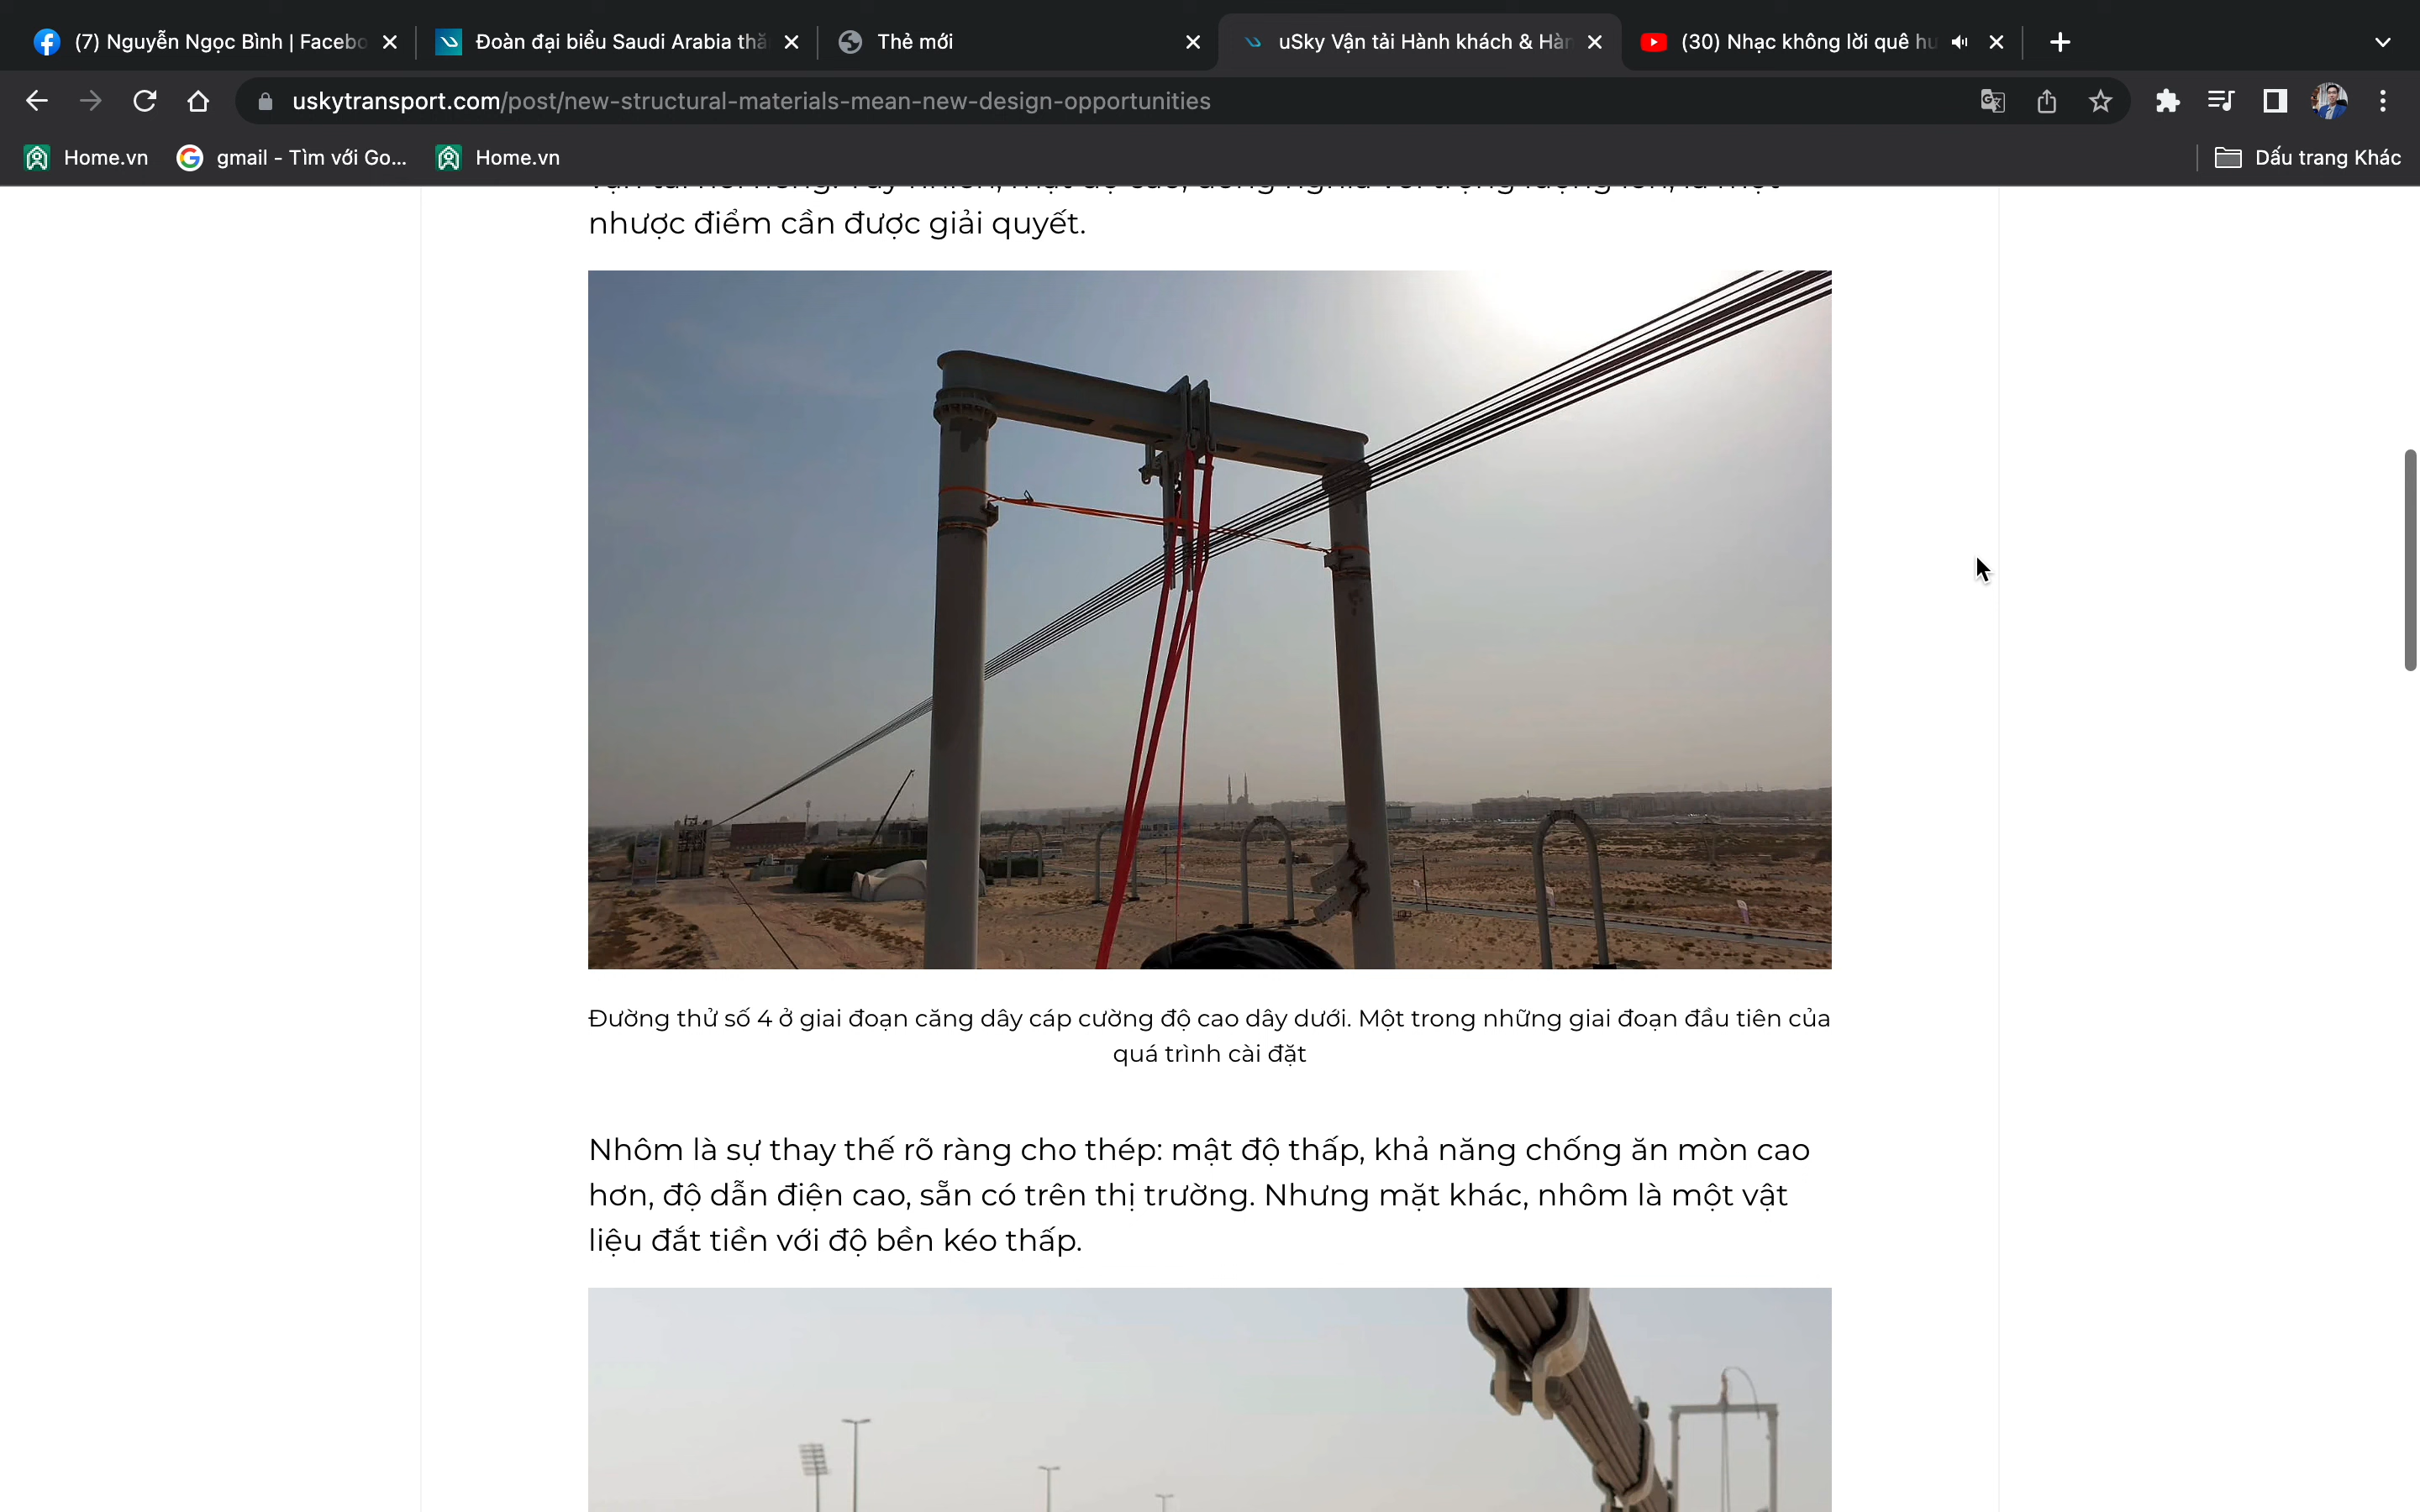 (7) Nguyễn Ngọc Bình | Facebo
Đoàn đại biểu Saudi Arabia thă
Thẻ mới
uSky Vận tải Hành khách & Hàn
(30) Nhạc không lời quê hư
uskytransport.com/post/new-structural-materials-mean-new-design-opportunities
Home.vn
gmail - Tìm với Go...
Home.vn
Dấu trang Khác
nhược điểm cần được giải quyết.
Đường thử số 4 ở giai đoạn căng dây cáp cường độ cao dây dưới. Một trong những giai đoạn đầu tiên của
quá trình cài đặt
Nhôm là sự thay thế rõ ràng cho thép: mật độ thấp, khả năng chống ăn mòn cao
hơn, độ dẫn điện cao, sẵn có trên thị trường. Nhưng mặt khác, nhôm là một vật
liệu đắt tiền với độ bền kéo thấp.